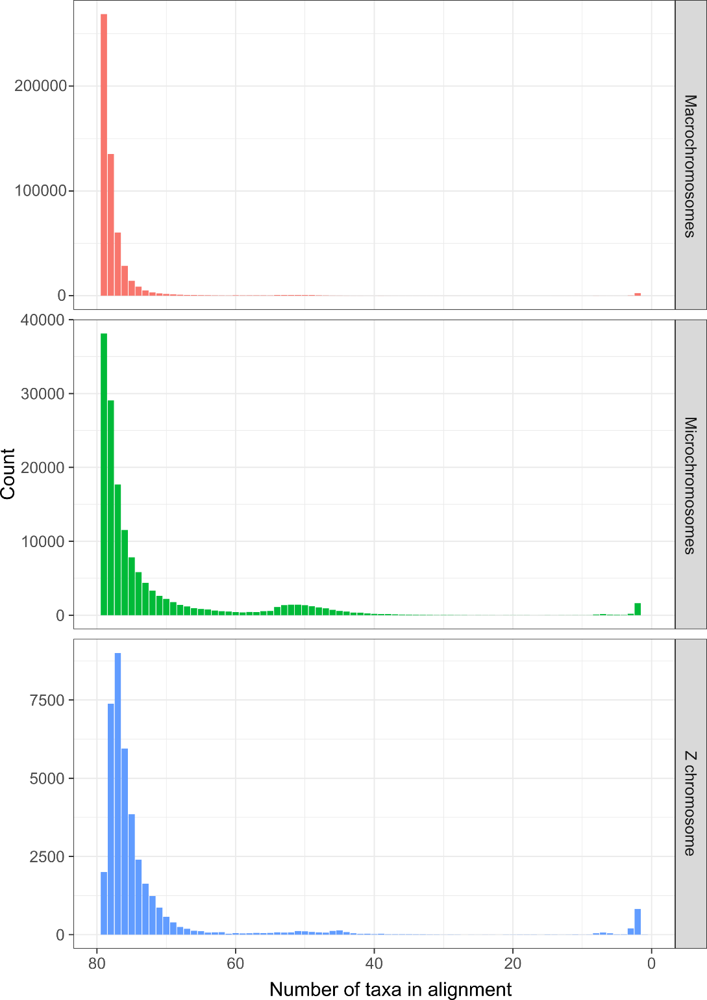 200000
100000
0
Macrochromosomes
40000
30000
20000
10000
0
Microchromosomes
Count
7500
5000
2500
0
Z chromosome
80 60 40 20 0
Number of taxa in alignment